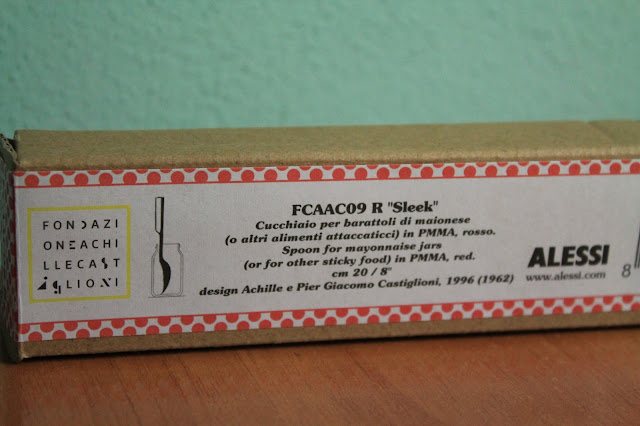 FONDAZI
ONEACHI
LLECAST
IGLIONI
FCAAC09 R "Sleek"
Cucchiaio per barattoli di maionese
(o altri alimenti attaccaticci) in PMMA, rosso.
Spoon for mayonnaise jars
(or for other sticky food) in PMMA, red.
cm 20 / 8"
design Achille e Pier Giacomo Castiglioni, 1996 (1962)
ALESSI
www.alessi.com
8